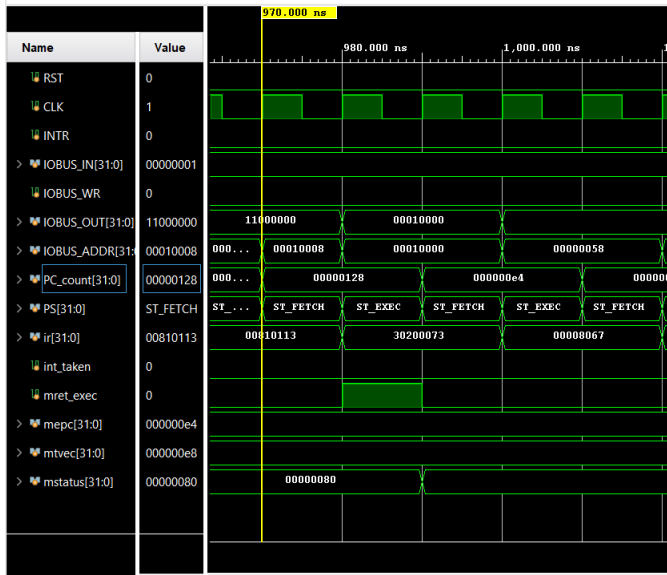 970.000 ns
Name Value
980.000 ns 1,000.000 ns
RST 0
CLK 1
INTR 0
IOBUS_IN[31:0] 00000001
IOBUS_WR 0
IOBUS_OUT[31:0] 11000000 11000000 00010000
IOBUS_ADDR[31: 00010008 000... 00010008 00010000 00000058
PC_count[31:0] 00000128 000... 00000128 000000e4 00000
PS[31:0] ST_FETCH ST_... ST_FETCH ST_EXEC ST_FETCH ST_EXEC ST_FETCH
ir[31:0] 00810113 00810113 30200073 00008067
int_taken 0
mret_exec 0
mepc[31:0] 000000e4
mtvec[31:0] 000000e8
mstatus[31:0] 00000080 00000080